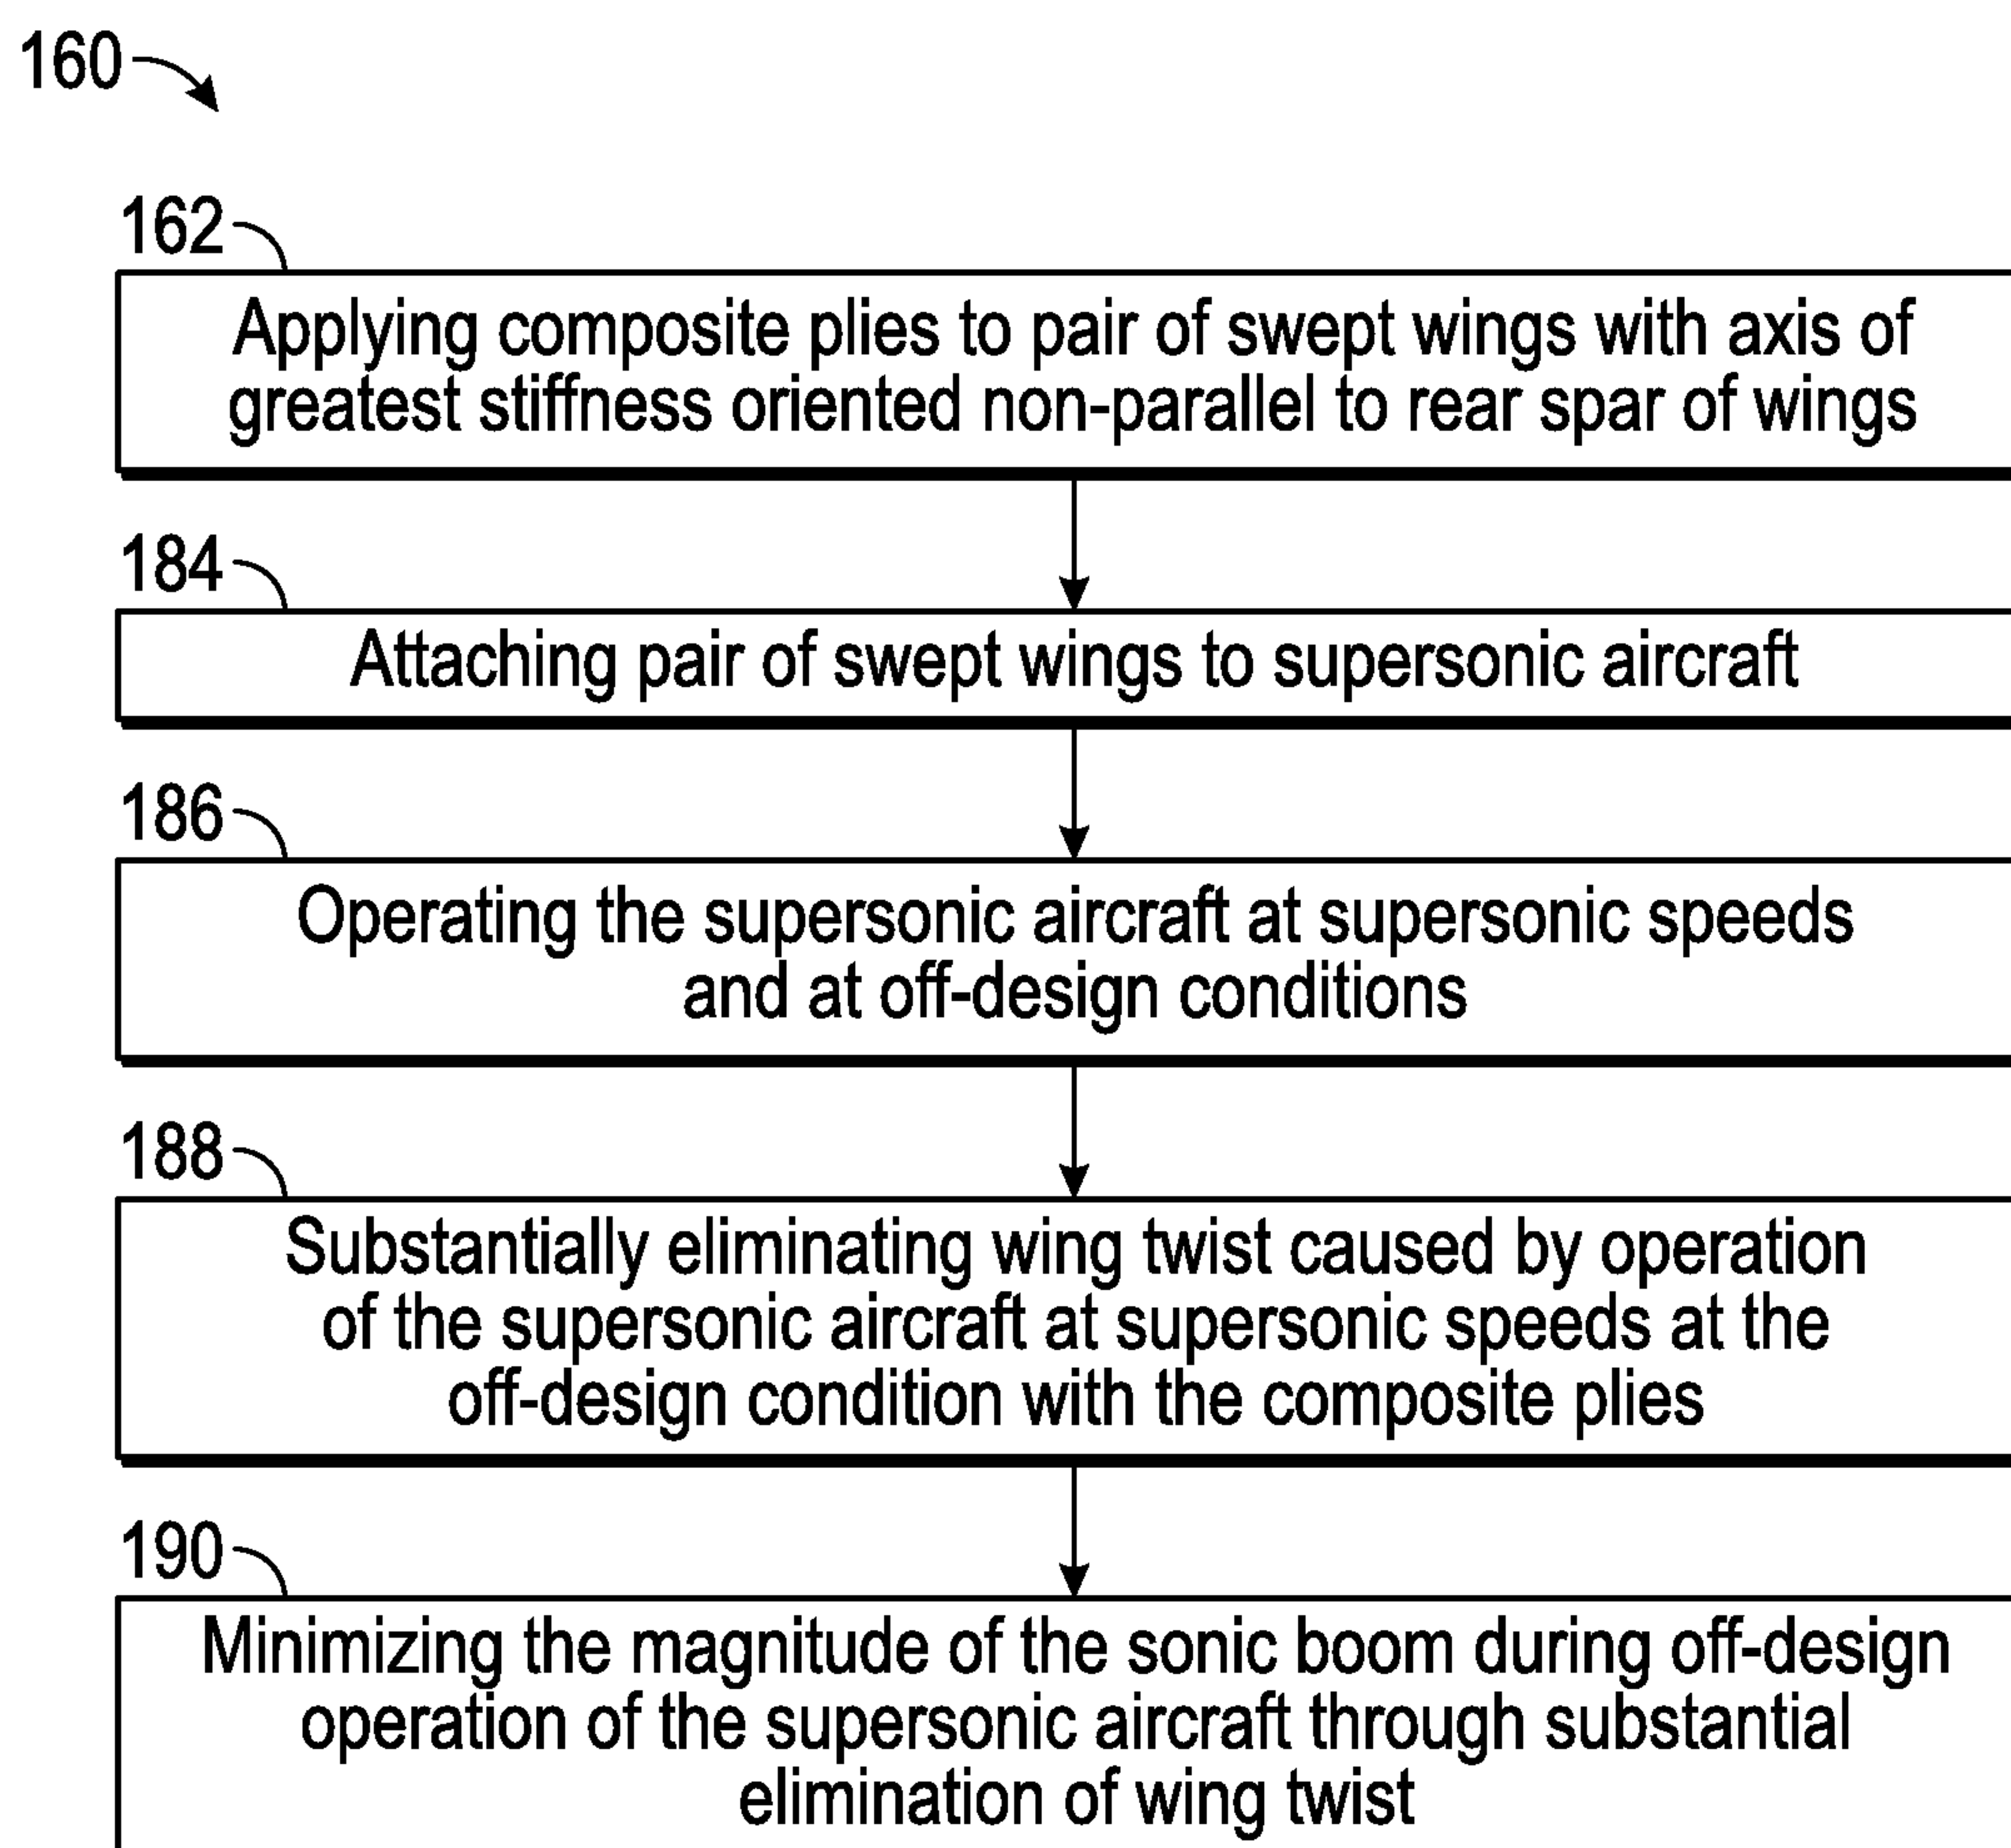 160
162
Applying composite plies to pair of swept wings with axis of
greatest stiffness oriented non-parallel to rear spar of wings
184
Attaching pair of swept wings to supersonic aircraft
186
Operating the supersonic aircraft at supersonic speeds
and at off-design conditions
188
Substantially eliminating wing twist caused by operation
of the supersonic aircraft at supersonic speeds at the
off-design condition with the composite plies
190
Minimizing the magnitude of the sonic boom during off-design
operation of the supersonic aircraft through substantial
elimination of wing twist